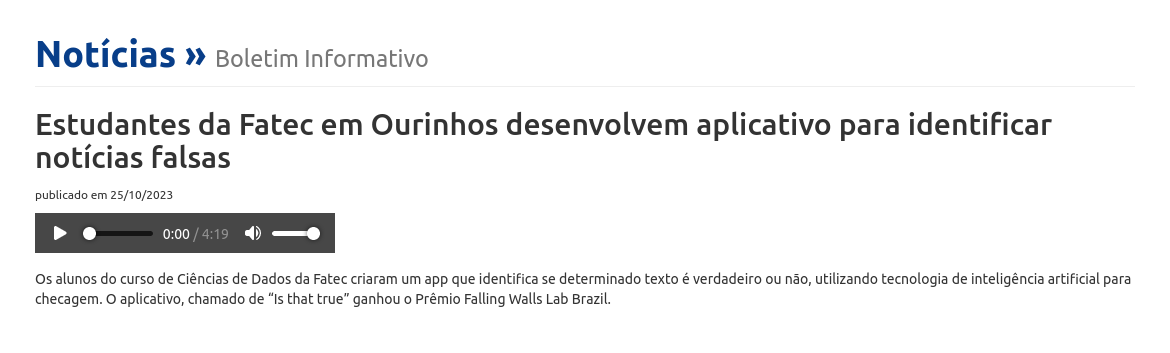 Notícias » Boletim Informativo
Estudantes da Fatec em Ourinhos desenvolvem aplicativo para identificar
notícias falsas
publicado em 25/10/2023
0:00 / 4:19
Os alunos do curso de Ciências de Dados da Fatec criaram um app que identifica se determinado texto é verdadeiro ou não, utilizando tecnologia de inteligência artificial para
checagem. O aplicativo, chamado de “Is that true” ganhou o Prêmio Falling Walls Lab Brazil.